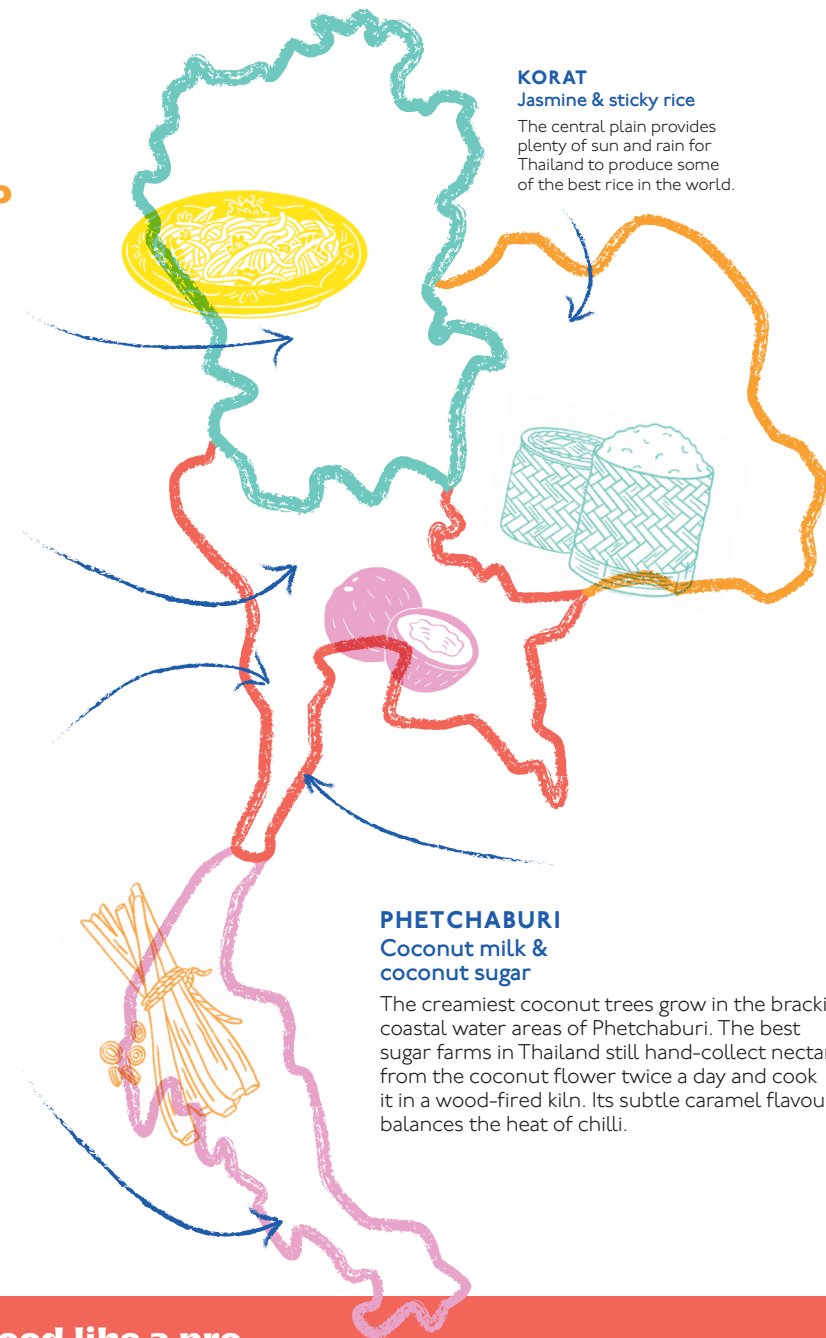 KORAT
Jasmine & sticky rice
The central plain provides
plenty of sun and rain for
Thailand to produce some
of the best rice in the world.
PHETCHABURI
Coconut milk &
coconut sugar
The creamiest coconut trees grow in the bracki
coastal water areas of Phetchaburi. The best
sugar farms in Thailand still hand-collect nectar
from the coconut flower twice a day and cook
it in a wood-fired kiln. Its subtle caramel flavou
balances the heat of chilli.
ood like a pro